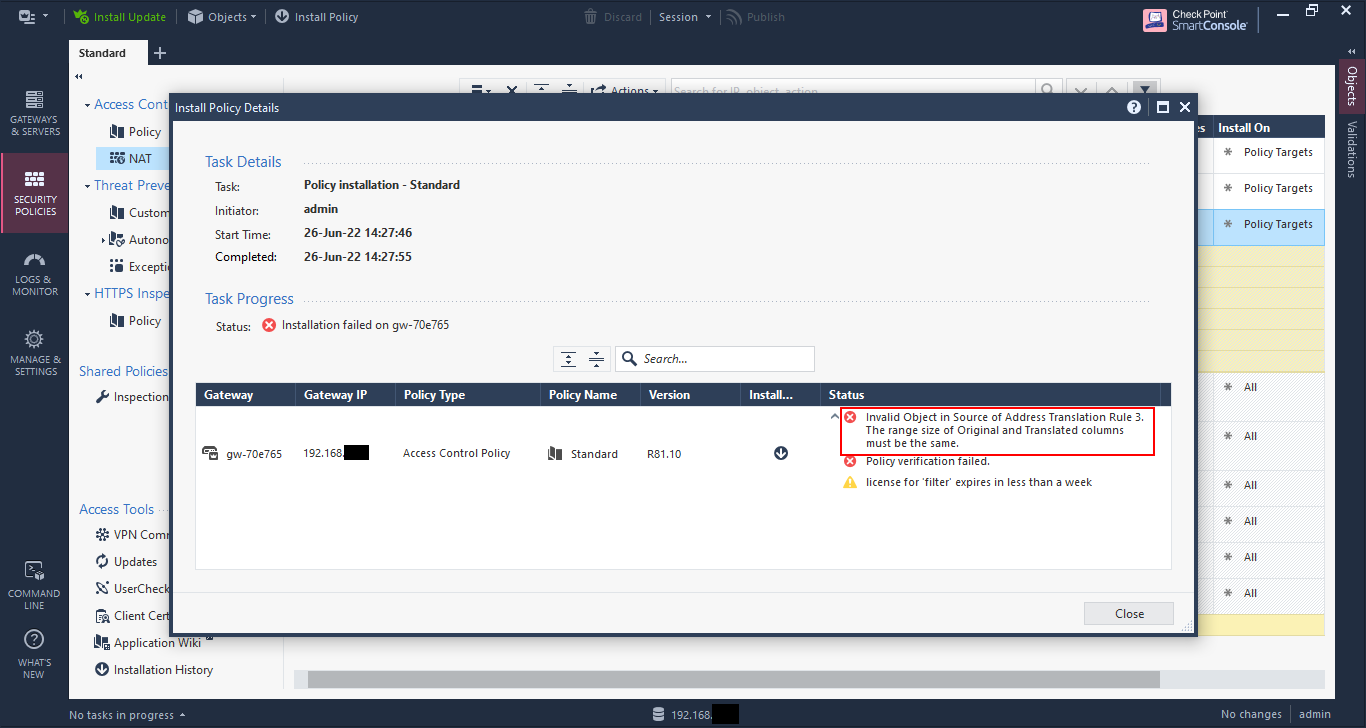 Install Update
Objects
Install Policy
Discard
Session
Publish
Check Point
SmartConsole
Standard
Objects
Validations
GATEWAYS
& SERVERS
SECURITY
POLICIES
LOGS &
MONITOR
MANAGE &
SETTINGS
COMMAND
LINE
WHAT'S
NEW
Access Cont
Policy
NAT
Threat Preve
Custom
Autono
Exceptio
HTTPS Inspe
Policy
Shared Policies
Inspection
Access Tools
VPN Comm
Updates
UserCheck
Client Cert
Application Wiki
Installation History
Actions
Search for IP, object, action
es
Install On
Policy Targets
Policy Targets
Policy Targets
All
All
All
All
All
All
Install Policy Details
Task Details
Task:
Policy installation - Standard
Initiator:
admin
Start Time:
26-Jun-22 14:27:46
Completed:
26-Jun-22 14:27:55
Task Progress
Status:
Installation failed on gw-70e765
Search...
Gateway
Gateway IP
Policy Type
Policy Name
Version
Install...
Status
gw-70e765
192.168.
Access Control Policy
Standard
R81.10
Invalid Object in Source of Address Translation Rule 3.
The range size of Original and Translated columns
must be the same.
Policy verification failed.
license for 'filter' expires in less than a week
Close
No tasks in progress
192.168.
No changes
admin